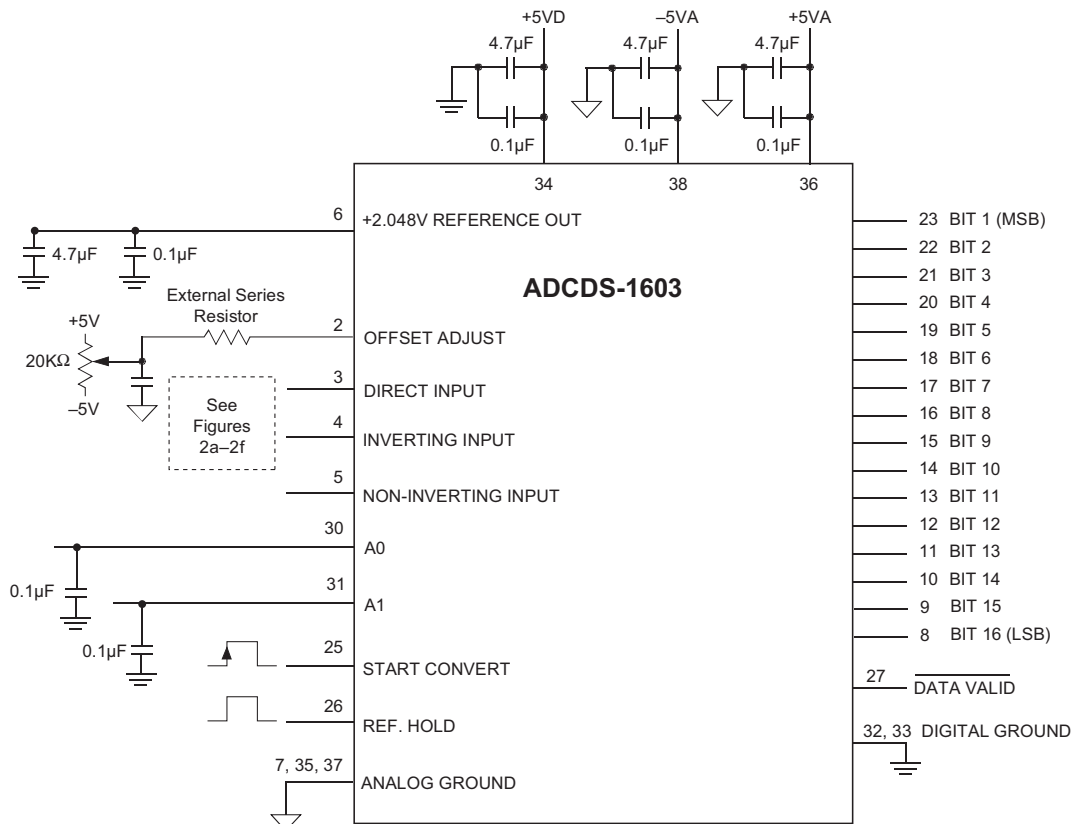 +5VD
–5VA
+5VA
4.7µF
4.7µF
4.7µF
0.1µF
0.1µF
0.1µF
34
38
36
6
+2.048V REFERENCE OUT
4.7µF
0.1µF
ADCDS-1603
External Series
Resistor
2
OFFSET ADJUST
+5V
20KΩ
–5V
3
DIRECT INPUT
See
Figures
2a–2f
4
INVERTING INPUT
5
NON-INVERTING INPUT
30
A0
0.1µF
31
A1
0.1µF
25
START CONVERT
26
REF. HOLD
7, 35, 37
ANALOG GROUND
23 BIT 1 (MSB)
22 BIT 2
21 BIT 3
20 BIT 4
19 BIT 5
18 BIT 6
17 BIT 7
16 BIT 8
15 BIT 9
14 BIT 10
13 BIT 11
12 BIT 12
11 BIT 13
10 BIT 14
9 BIT 15
8 BIT 16 (LSB)
27
DATA VALID
32, 33 DIGITAL GROUND